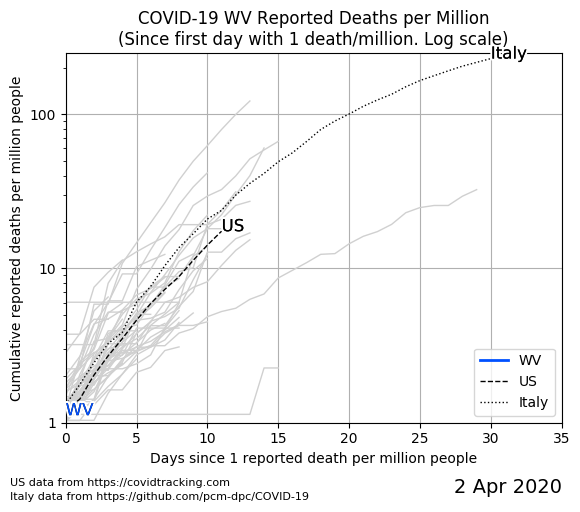 COVID-19 WV Reported Deaths per Million
(Since first day with 1 death/million. Log scale)
Cumulative reported deaths per million people
100
10
1
Italy
US
WV
WV
US
Italy
0 5 10 15 20 25 30 35
Days since 1 reported death per million people
US data from https://covidtracking.com
Italy data from https://github.com/pcm-dpc/COVID-19
2 Apr 2020